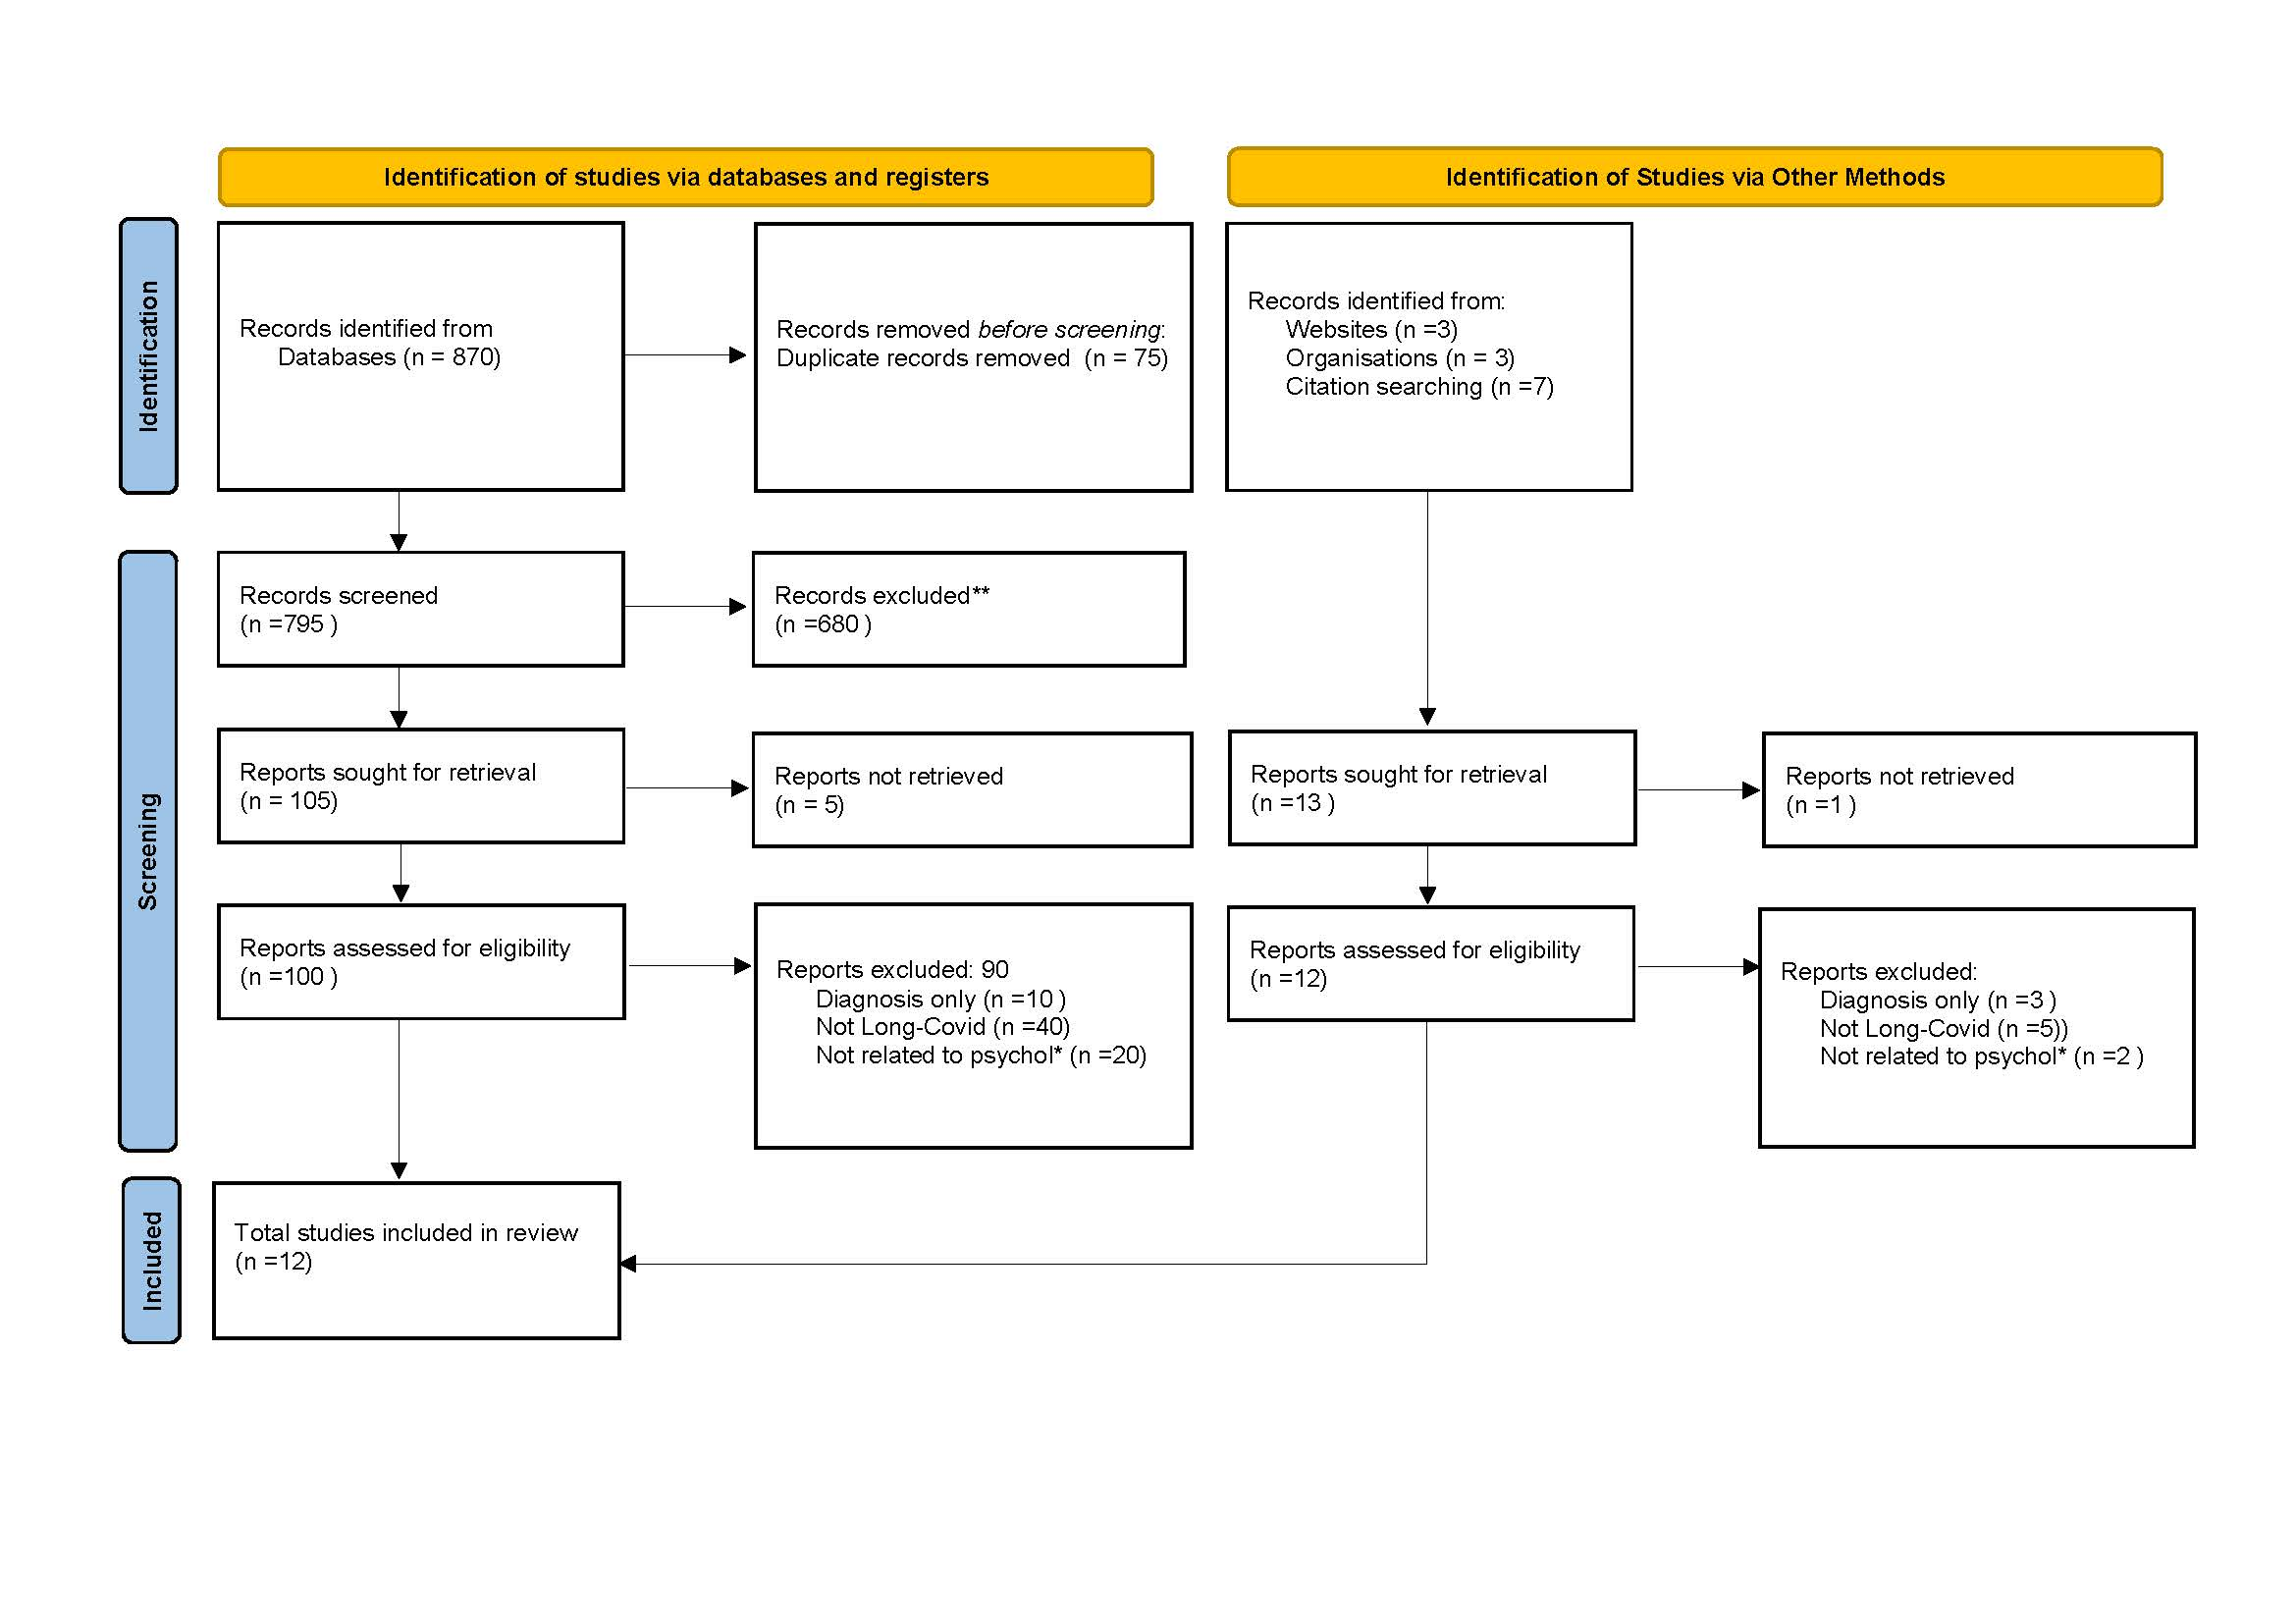 Identification of studies via databases and registers
Identification of Studies via Other Methods
Identification
Records identified from
Databases (n = 870)
Records removed before screening:
Duplicate records removed  (n = 75)
Records identified from:
Websites (n =3)
Organisations (n = 3)
Citation searching (n =7)
Screening
Records screened
(n =795 )
Records excluded**
(n =680 )
Reports sought for retrieval
(n = 105)
Reports not retrieved
(n = 5)
Reports sought for retrieval
(n =13 )
Reports not retrieved
(n =1 )
Reports assessed for eligibility
(n =100 )
Reports excluded: 90
Diagnosis only (n =10 )
Not Long-Covid (n =40)
Not related to psychol* (n =20)
Reports assessed for eligibility
(n =12)
Reports excluded:
Diagnosis only (n =3 )
Not Long-Covid (n =5))
Not related to psychol* (n =2 )
Included
Total studies included in review
(n =12)